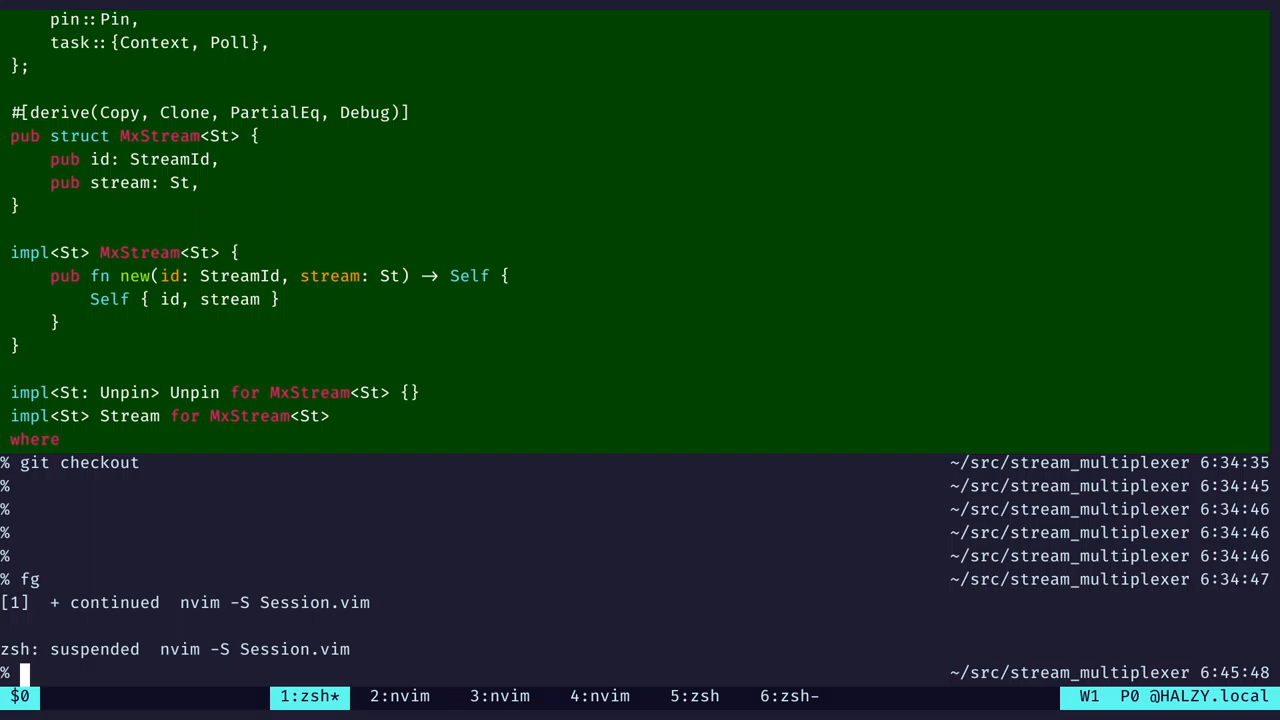 pin::Pin,
    task::{Context, Poll},
};

#[derive(Copy, Clone, PartialEq, Debug)]
pub struct MxStream<St> {
    pub id: StreamId,
    pub stream: St,
}

impl<St> MxStream<St> {
    pub fn new(id: StreamId, stream: St) -> Self {
        Self { id, stream }
    }
}

impl<St: Unpin> Unpin for MxStream<St> {}
impl<St> Stream for MxStream<St>
where
% git checkout ~/src/stream_multiplexer 6:34:35
% ~/src/stream_multiplexer 6:34:45
% ~/src/stream_multiplexer 6:34:46
% ~/src/stream_multiplexer 6:34:46
% ~/src/stream_multiplexer 6:34:46
% fg ~/src/stream_multiplexer 6:34:47
[1]  + continued  nvim -S Session.vim

zsh: suspended  nvim -S Session.vim
% ~/src/stream_multiplexer 6:45:48
$0 1:zsh* 2:nvim 3:nvim 4:nvim 5:zsh 6:zsh- W1 P0 @HALZY.local